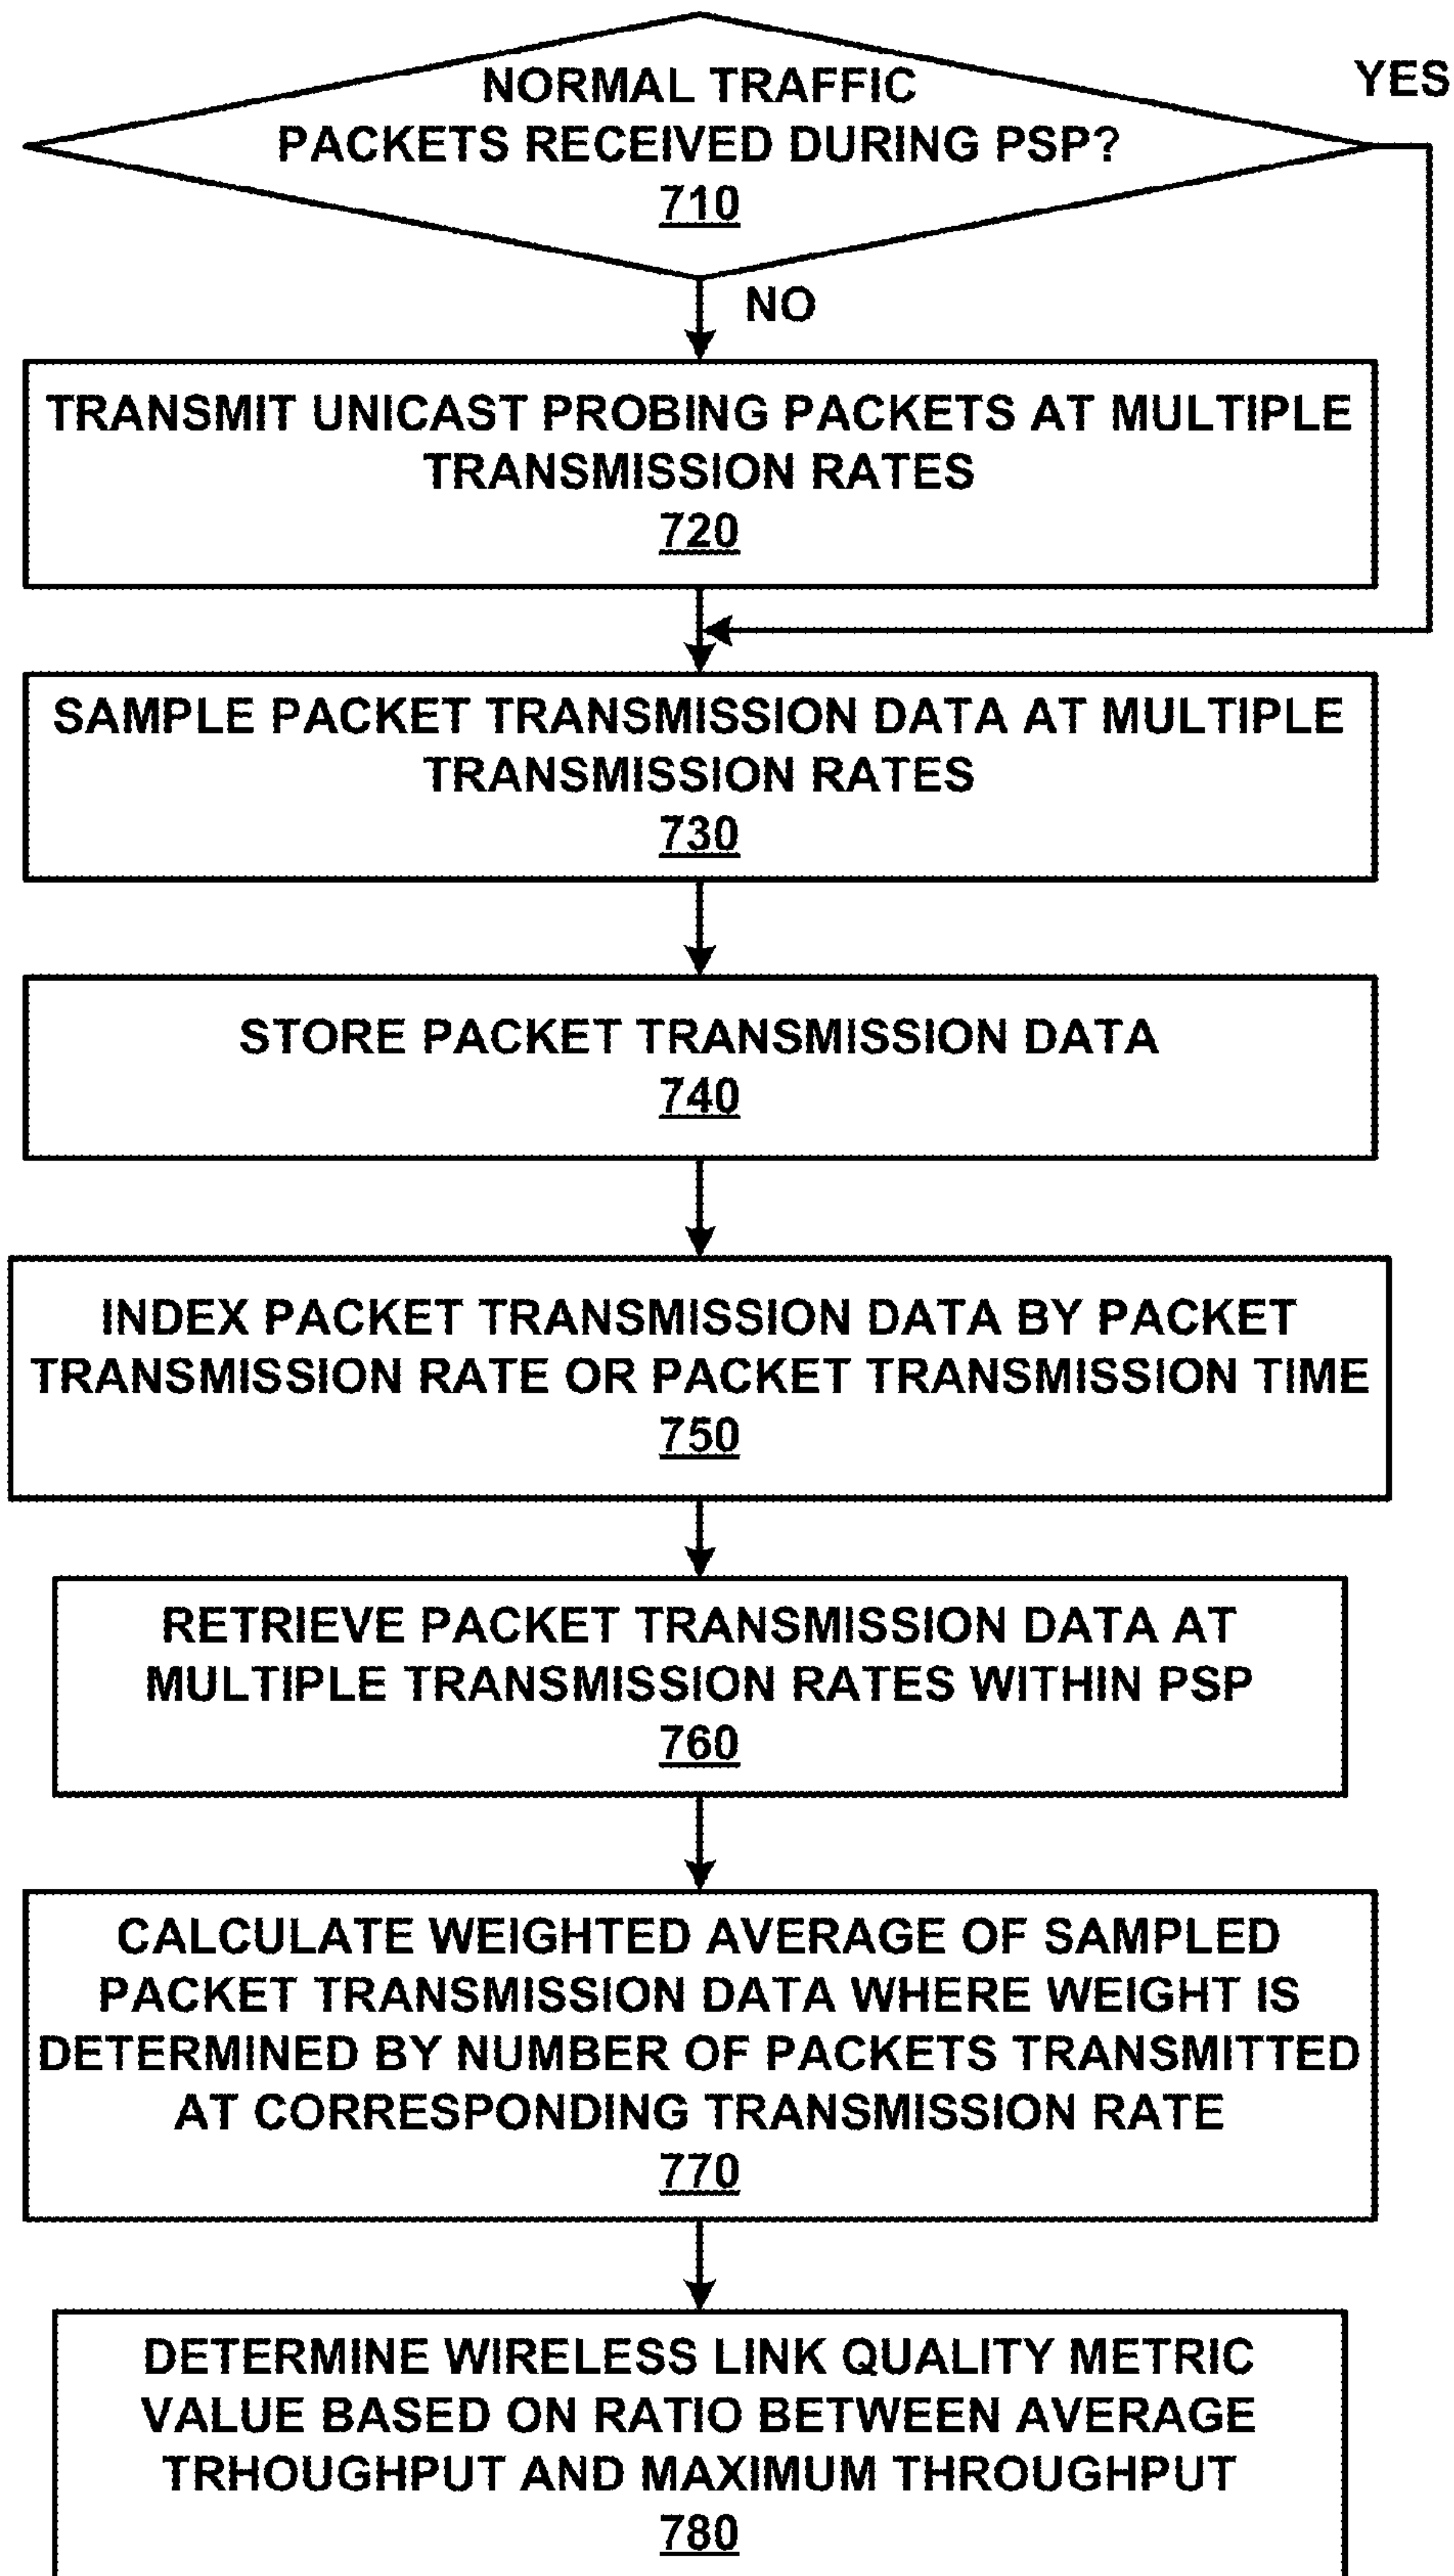 NORMAL TRAFFIC
YES
PACKETS RECEIVED DURING PSP?
710
NO
TRANSMIT UNICAST PROBING PACKETS AT MULTIPLE
TRANSMISSION RATES
720
SAMPLE PACKET TRANSMISSION DATA AT MULTIPLE
TRANSMISSION RATES
730
STORE PACKET TRANSMISSION DATA
740
INDEX PACKET TRANSMISSION DATA BY PACKET
TRANSMISSION RATE OR PACKET TRANSMISSION TIME
750
RETRIEVE PACKET TRANSMISSION DATA AT
MULTIPLE TRANSMISSION RATES WITHIN PSP
760
CALCULATE WEIGHTED AVERAGE OF SAMPLED
PACKET TRANSMISSION DATA WHERE WEIGHT IS
DETERMINED BY NUMBER OF PACKETS TRANSMITTED
AT CORRESPONDING TRANSMISSION RATE
770
DETERMINE WIRELESS LINK QUALITY METRIC
VALUE BASED ON RATIO BETWEEN AVERAGE
TRHOUGHPUT AND MAXIMUM THROUGHPUT
780